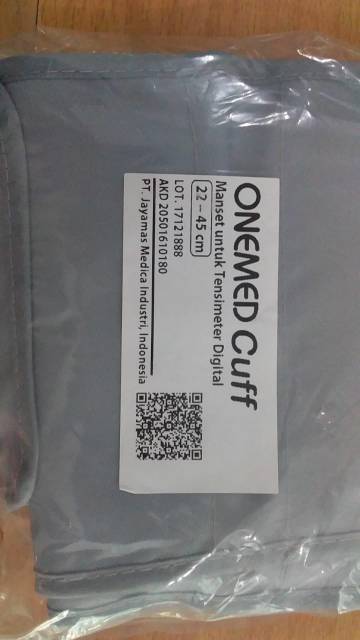 ONEMED Cuff
Manset untuk Tensimeter Digital
22 - 45 cm
LOT. 17121888
AKD 20501610180
PT. Jayamas Medica Industri, Indonesia